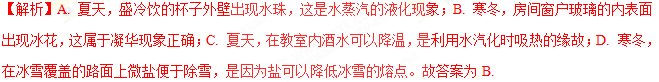 【解析】A. 夏天，盛冷饮的杯子外壁出现水珠，这是水蒸汽的液化现象；B. 寒冬，房间窗户玻璃的内表面
出现冰花，这属于凝华现象正确；C. 夏天，在教室内洒水可以降温，是利用水汽化时吸热的缘故；D. 寒冬，
在冰雪覆盖的路面上微盐便于除雪，是因为盐可以降低冰雪的熔点。故答案为 B.